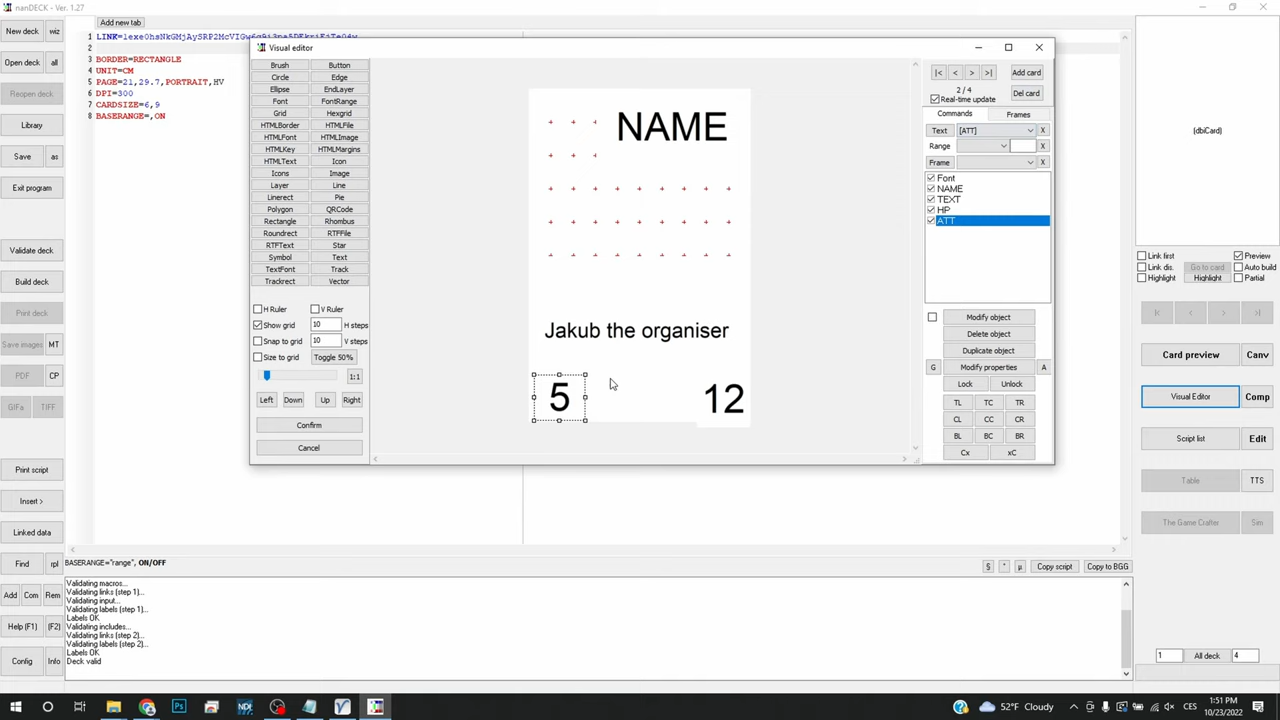 nanDECK
Ver. 1.27
New deck
wiz
Open deck
all
Reopen deck
Library
Save
as
Exit program
Validate deck
Build deck
Print deck
Save images
MT
PDF
CP
GIFa
TIFF
Print script
Insert >
Linked data
Find
rpl
Add
Com
Rem
Help (F1)
(F2)
Config
Info
Add new tab
1
2
3 BORDER=RECTANGLE
4 UNIT=CM
5 PAGE=21,29.7,PORTRAIT,HV
6 DPI=300
7 CARDSIZE=6,9
8 BASERANGE=,ON
Visual editor
Brush
Button
Circle
Edge
Ellipse
EndLayer
Font
FontRange
Grid
Hexgrid
HTMLBorder
HTMLFile
HTMLFont
HTMLImage
HTMLKey
HTMLMargins
HTMLText
Icon
Icons
Image
Layer
Line
Linerect
Pie
Polygon
QRCode
Rectangle
Rhombus
Roundrect
RTFFile
RTFText
Star
Symbol
Text
TextFont
Track
Trackrect
Vector
H Ruler
V Ruler
Show grid
10
H steps
Snap to grid
10
V steps
Size to grid
Toggle 50%
1:1
Left
Down
Up
Right
Confirm
Cancel
NAME
Jakub the organiser
5
12
|<
<
>
>|
Add card
2 / 4
Real-time update
Del card
Commands
Frames
Text
[ATT]
X
Range
Frame
X
Font
NAME
TEXT
HP
ATT
Modify object
Delete object
Duplicate object
G
Modify properties
A
Lock
Unlock
TL
TC
TR
CL
CC
CR
BL
BC
BR
Cx
xC
(dbiCard)
Link first
Preview
Link dis.
Go to card
Auto build
Highlight
Highlight
Partial
|<
<
>
>|
Card preview
Canv
Visual Editor
Comp
Script list
Edit
Table
TTS
The Game Crafter
Sim
1
All deck
4
BASERANGE="range", ON/OFF
§
"
µ
Copy script
Copy to BGG
Validating macros...
Validating links (step 1)...
Validating input...
Validating labels (step 1)...
Labels OK
Validating includes...
Validating links (step 2)...
Validating labels (step 2)...
Labels OK
Deck valid
52°F Cloudy
CES
1:51 PM
10/23/2022